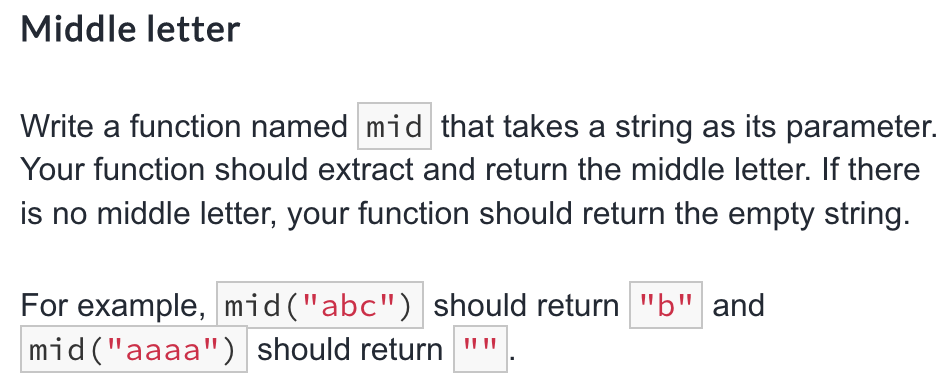 Middle letter
Write a function named mid that takes a string as its parameter.
Your function should extract and return the middle letter. If there
is no middle letter, your function should return the empty string.
For example, mid("abc") should return "b" and
mid("aaaa") should return "".